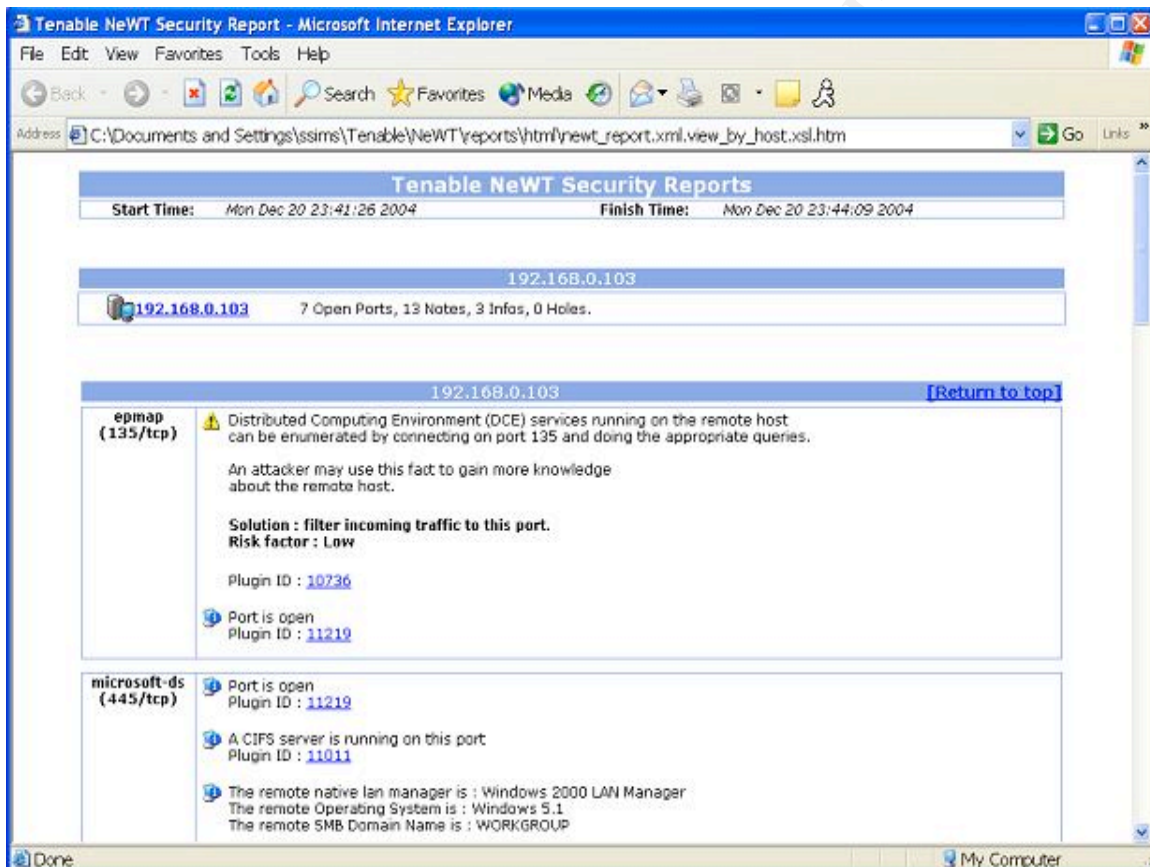 Tenable NeWT Security Report - Microsoft Internet Explorer
File Edit View Favorites Tools Help
Back Search Favorites Media
Address C:\Documents and Settings\ssims\Tenable\NeWT\reports\html\newt_report.xml.view_by_host.xsl.htm Go Links »
Tenable NeWT Security Reports
Start Time: Mon Dec 20 23:41:26 2004 Finish Time: Mon Dec 20 23:44:09 2004
192.168.0.103
192.168.0.103 7 Open Ports, 13 Notes, 3 Infos, 0 Holes.
192.168.0.103 [Return to top]
epmap
(135/tcp)
Distributed Computing Environment (DCE) services running on the remote host
can be enumerated by connecting on port 135 and doing the appropriate queries.
An attacker may use this fact to gain more knowledge
about the remote host.
Solution : filter incoming traffic to this port.
Risk factor : Low
Plugin ID : 10736
Port is open
Plugin ID : 11219
microsoft-ds
(445/tcp)
Port is open
Plugin ID : 11219
A CIFS server is running on this port
Plugin ID : 11011
The remote native lan manager is : Windows 2000 LAN Manager
The remote Operating System is : Windows 5.1
The remote SMB Domain Name is : WORKGROUP
Done My Computer